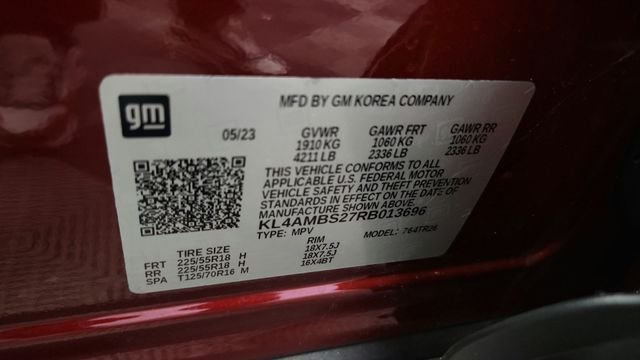 gm
MFD BY GM KOREA COMPANY
05/23 GVWR GAWR FRT GAWR RR
1910 KG 1060 KG 1060 KG
4211 LB 2336 LB 2336 LB
THIS VEHICLE CONFORMS TO ALL
APPLICABLE U.S. FEDERAL MOTOR
VEHICLE SAFETY AND THEFT PREVENTION
STANDARDS IN EFFECT ON THE DATE OF
MANUFACTURE SHOWN ABOVE.
KL4AMBS27RB013696
TYPE: MPV MODEL: 764TR26
TIRE SIZE RIM
FRT 225/55R18 H 18X7.5J
RR 225/55R18 H 18X7.5J
SPA T125/70R16 M 16X4BT